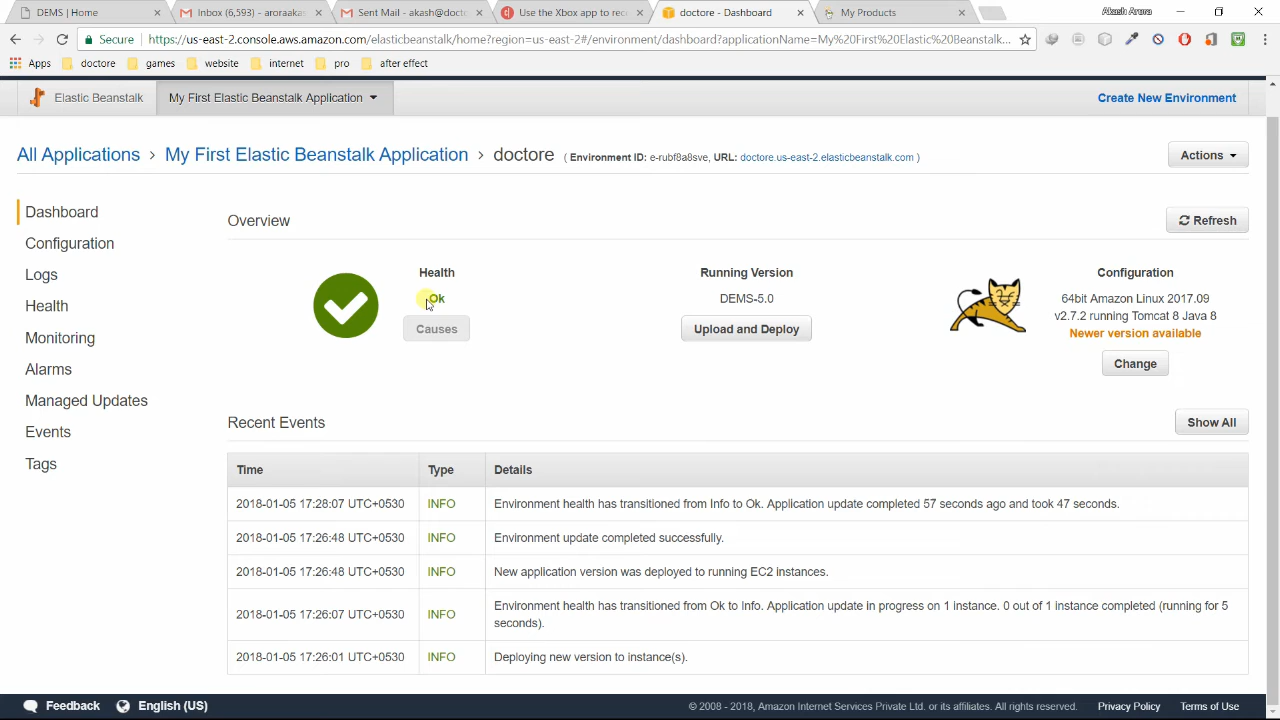 DEMS | Home
Inbox (6,593) - aroraakas
Sent Mail - akash@docto
Use the Xbox app to rec
doctore - Dashboard
My Products
Akash Arora
Secure https://us-east-2.console.aws.amazon.com/elasticbeanstalk/home?region=us-east-2#/environment/dashboard?applicationName=My%20First%20Elastic%20Beanstalk...
Apps doctore games website internet pro after effect
Elastic Beanstalk My First Elastic Beanstalk Application Create New Environment
All Applications > My First Elastic Beanstalk Application > doctore ( Environment ID: e-rubf8a8sve, URL: doctore.us-east-2.elasticbeanstalk.com )
Actions
Dashboard
Configuration
Logs
Health
Monitoring
Alarms
Managed Updates
Events
Tags
Overview
Refresh
Health
Ok
Causes
Running Version
DEMS-5.0
Upload and Deploy
Configuration
64bit Amazon Linux 2017.09
v2.7.2 running Tomcat 8 Java 8
Newer version available
Change
Recent Events
Show All
Time Type Details
2018-01-05 17:28:07 UTC+0530 INFO Environment health has transitioned from Info to Ok. Application update completed 57 seconds ago and took 47 seconds.
2018-01-05 17:26:48 UTC+0530 INFO Environment update completed successfully.
2018-01-05 17:26:48 UTC+0530 INFO New application version was deployed to running EC2 instances.
2018-01-05 17:26:07 UTC+0530 INFO Environment health has transitioned from Ok to Info. Application update in progress on 1 instance. 0 out of 1 instance completed (running for 5
seconds).
2018-01-05 17:26:01 UTC+0530 INFO Deploying new version to instance(s).
Feedback English (US)
© 2008 - 2018, Amazon Internet Services Private Ltd. or its affiliates. All rights reserved. Privacy Policy Terms of Use